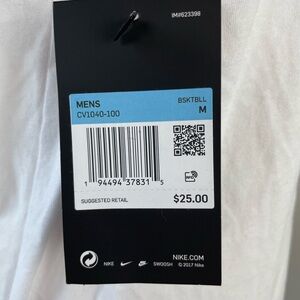 IM#623398
MENS BSKTBLL
CV1040-100 M
1 94494 37831 5
SUGGESTED RETAIL $25.00
NIKE.COM
NIKE SWOOSH © 2017 Nike